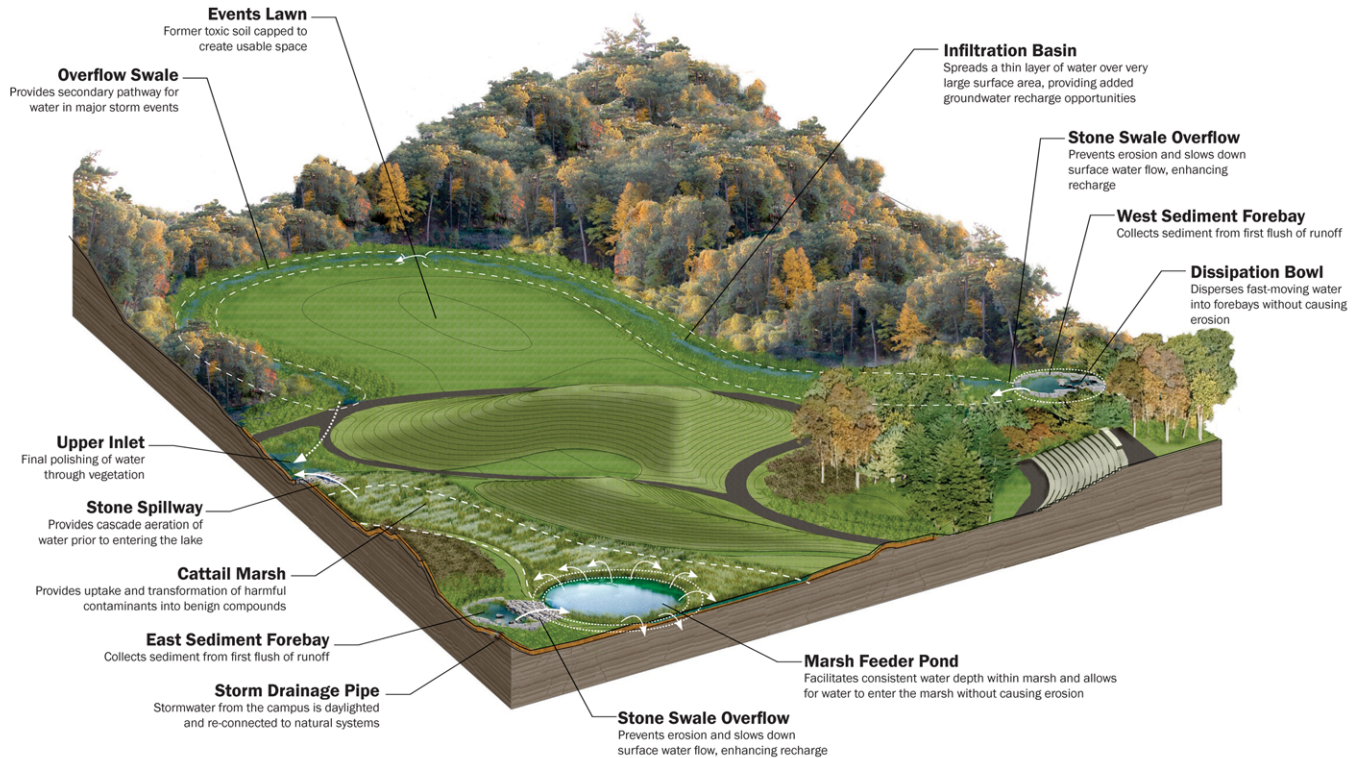 Events Lawn
Former toxic soil capped to
create usable space
Overflow Swale
Provides secondary pathway for
water in major storm events
Infiltration Basin
Spreads a thin layer of water over very
large surface area, providing added
groundwater recharge opportunities
Stone Swale Overflow
Prevents erosion and slows down
surface water flow, enhancing
recharge
West Sediment Forebay
Collects sediment from first flush of runoff
Dissipation Bowl
Disperses fast-moving water
into forebays without causing
erosion
Upper Inlet
Final polishing of water
through vegetation
Stone Spillway
Provides cascade aeration of
water prior to entering the lake
Cattail Marsh
Provides uptake and transformation of harmful
contaminants into benign compounds
East Sediment Forebay
Collects sediment from first flush of runoff
Storm Drainage Pipe
Stormwater from the campus is daylighted
and re-connected to natural systems
Marsh Feeder Pond
Facilitates consistent water depth within marsh and allows
for water to enter the marsh without causing erosion
Stone Swale Overflow
Prevents erosion and slows down
surface water flow, enhancing recharge